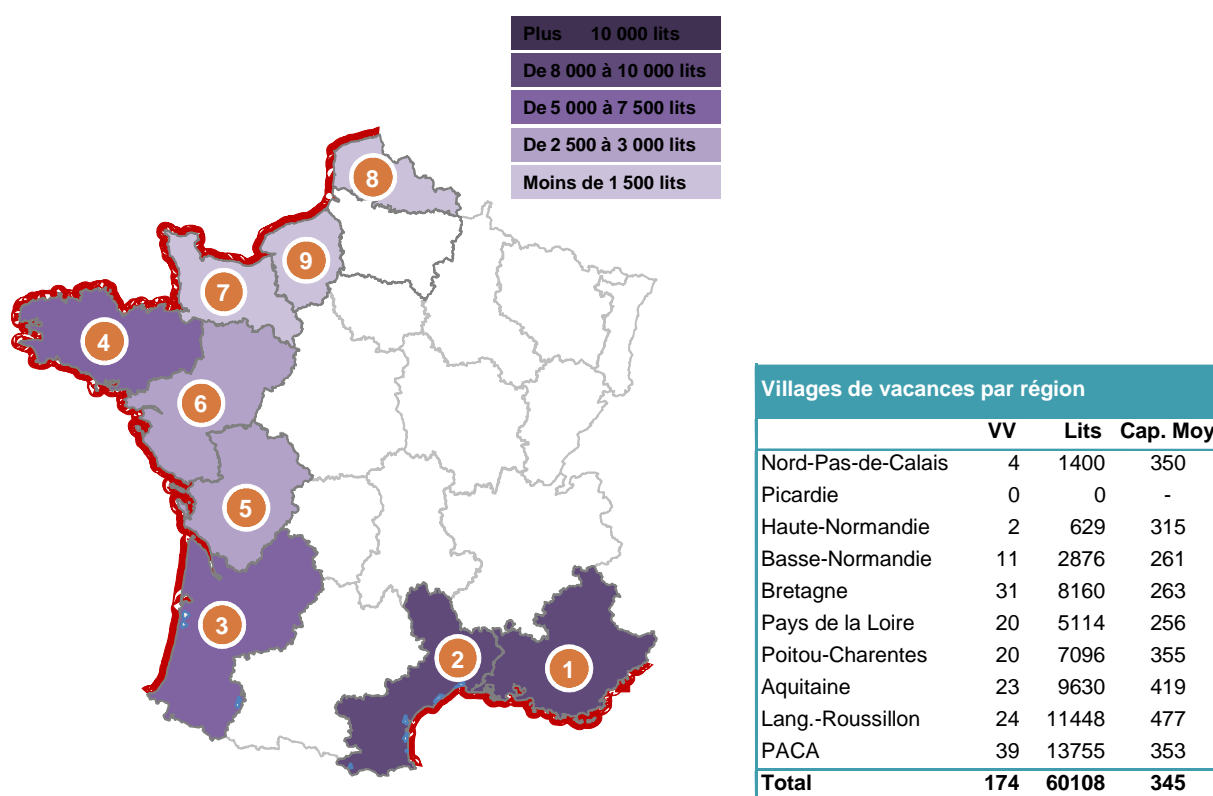 Plus 10 000 lits
De 8 000 à 10 000 lits
De 5 000 à 7 500 lits
De 2 500 à 3 000 lits
Moins de 1 500 lits
8
9
7
4
6
5
3
2
1
Villages de vacances par région
VV Lits Cap. Moy
Nord-Pas-de-Calais 4 1400 350
Picardie 0 0 -
Haute-Normandie 2 629 315
Basse-Normandie 11 2876 261
Bretagne 31 8160 263
Pays de la Loire 20 5114 256
Poitou-Charentes 20 7096 355
Aquitaine 23 9630 419
Lang.-Roussillon 24 11448 477
PACA 39 13755 353
Total 174 60108 345